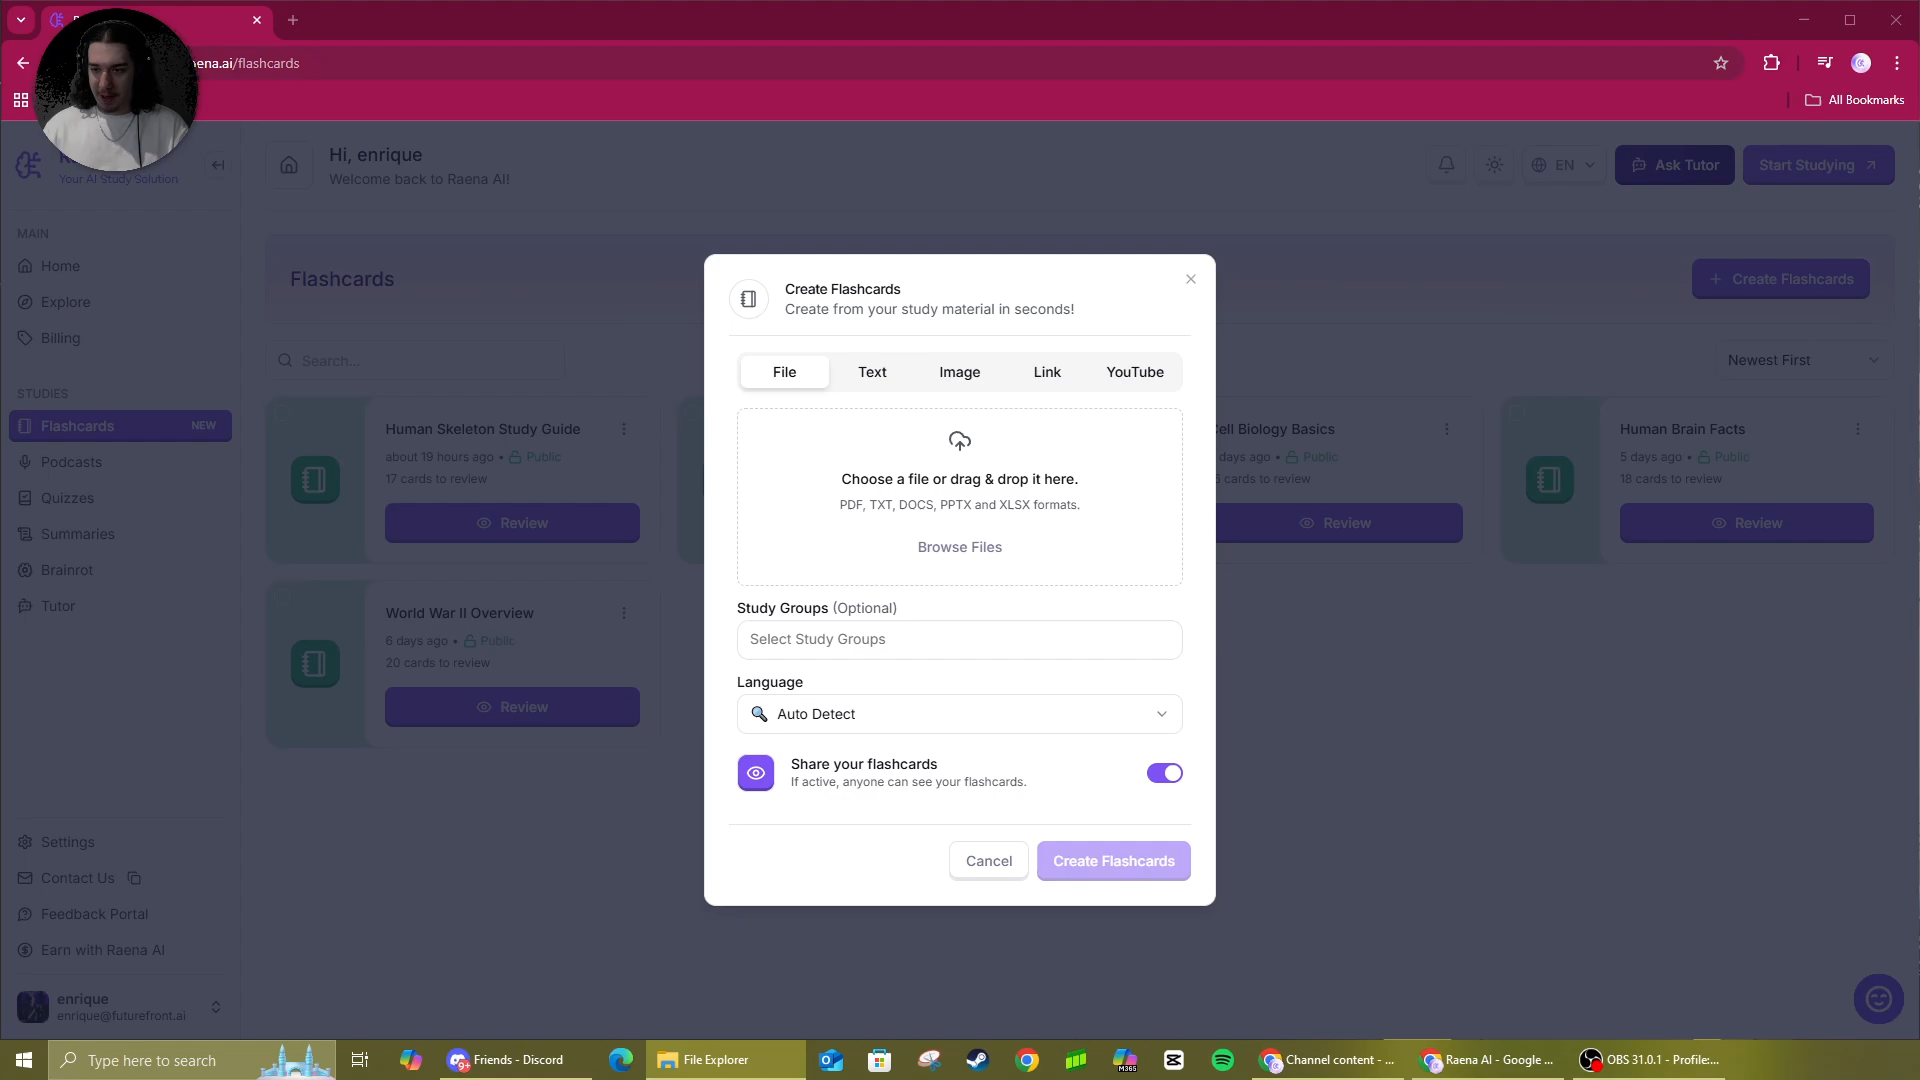 ena.ai/flashcards
All Bookmarks
Your AI Study Solution
Hi, enrique
Welcome back to Raena AI!
EN
Ask Tutor
Start Studying
MAIN
Home
Explore
Billing
STUDIES
Flashcards NEW
Podcasts
Quizzes
Summaries
Brainrot
Tutor
Settings
Contact Us
Feedback Portal
Earn with Raena AI
enrique
enrique@futurefront.ai
Flashcards
Create Flashcards
Search...
Newest First
Human Skeleton Study Guide
about 19 hours ago • Public
17 cards to review
Review
Cell Biology Basics
days ago • Public
cards to review
Review
Human Brain Facts
5 days ago • Public
18 cards to review
Review
World War II Overview
6 days ago • Public
20 cards to review
Review
Create Flashcards
Create from your study material in seconds!
File
Text
Image
Link
YouTube
Choose a file or drag & drop it here.
PDF, TXT, DOCS, PPTX and XLSX formats.
Browse Files
Study Groups (Optional)
Select Study Groups
Language
Auto Detect
Share your flashcards
If active, anyone can see your flashcards.
Cancel
Create Flashcards
Type here to search
9+
Friends - Discord
File Explorer
M365
Channel content - ...
Raena AI - Google ...
OBS 31.0.1 - Profile:...